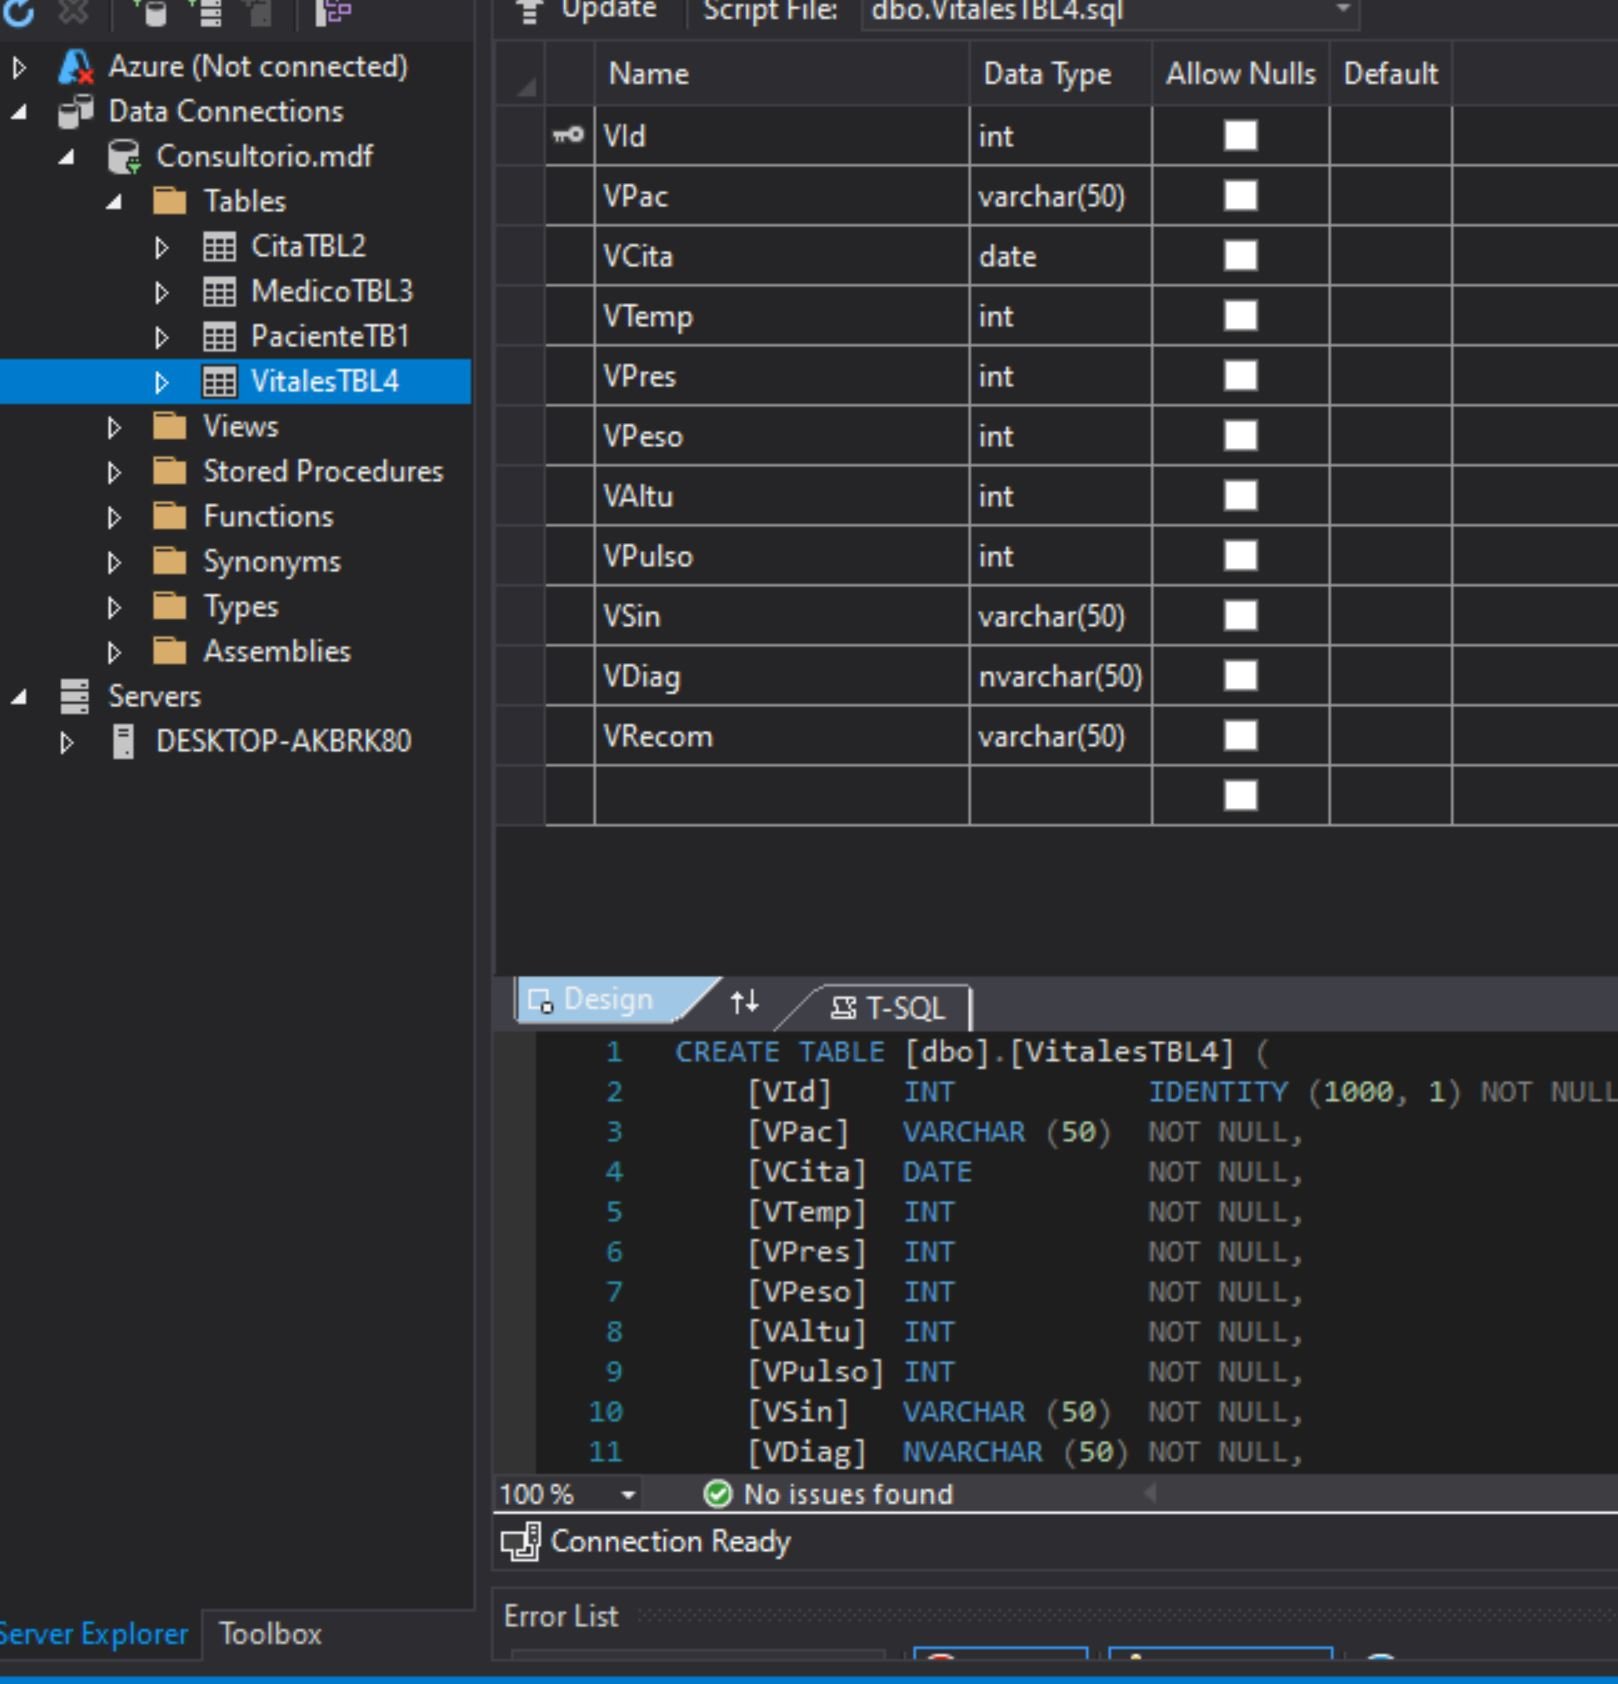 Update Script File: dbo.VitalesTBL4.sql
Azure (Not connected)
Data Connections
Consultorio.mdf
Tables
CitaTBL2
MedicoTBL3
PacienteTB1
VitalesTBL4
Views
Stored Procedures
Functions
Synonyms
Types
Assemblies
Servers
DESKTOP-AKBRK80
Name Data Type Allow Nulls Default
VId int
VPac varchar(50)
VCita date
VTemp int
VPres int
VPeso int
VAltu int
VPulso int
VSin varchar(50)
VDiag nvarchar(50)
VRecom varchar(50)
Design T-SQL
1 CREATE TABLE [dbo].[VitalesTBL4] (
2 [VId] INT IDENTITY (1000, 1) NOT NULL
3 [VPac] VARCHAR (50) NOT NULL,
4 [VCita] DATE NOT NULL,
5 [VTemp] INT NOT NULL,
6 [VPres] INT NOT NULL,
7 [VPeso] INT NOT NULL,
8 [VAltu] INT NOT NULL,
9 [VPulso] INT NOT NULL,
10 [VSin] VARCHAR (50) NOT NULL,
11 [VDiag] NVARCHAR (50) NOT NULL,
100 % No issues found
Connection Ready
Error List
Server Explorer Toolbox